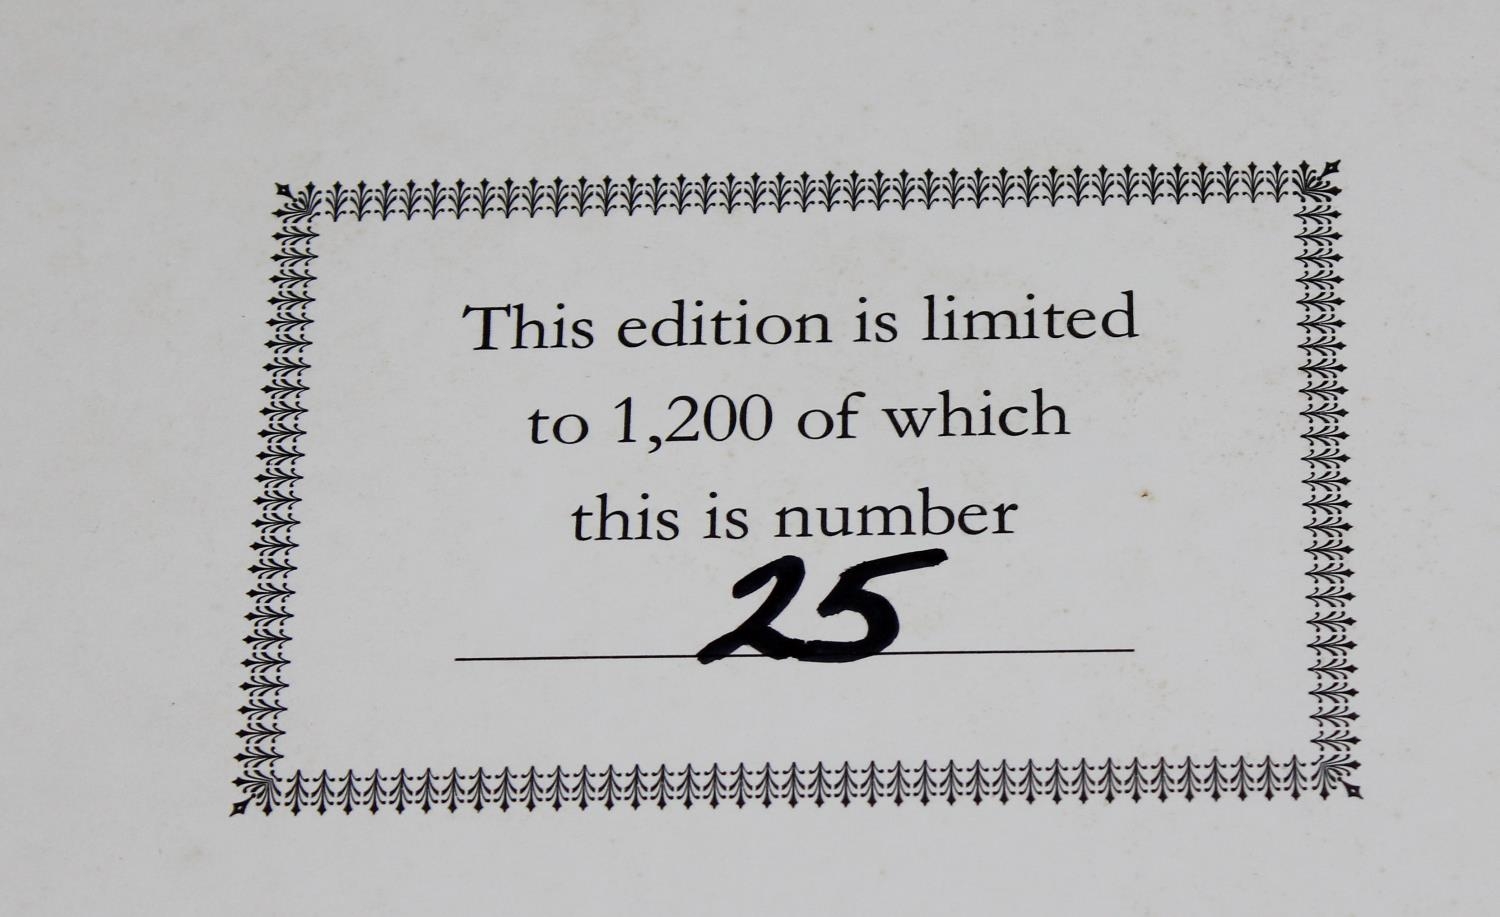 This edition is limited
to 1,200 of which
this is number
25